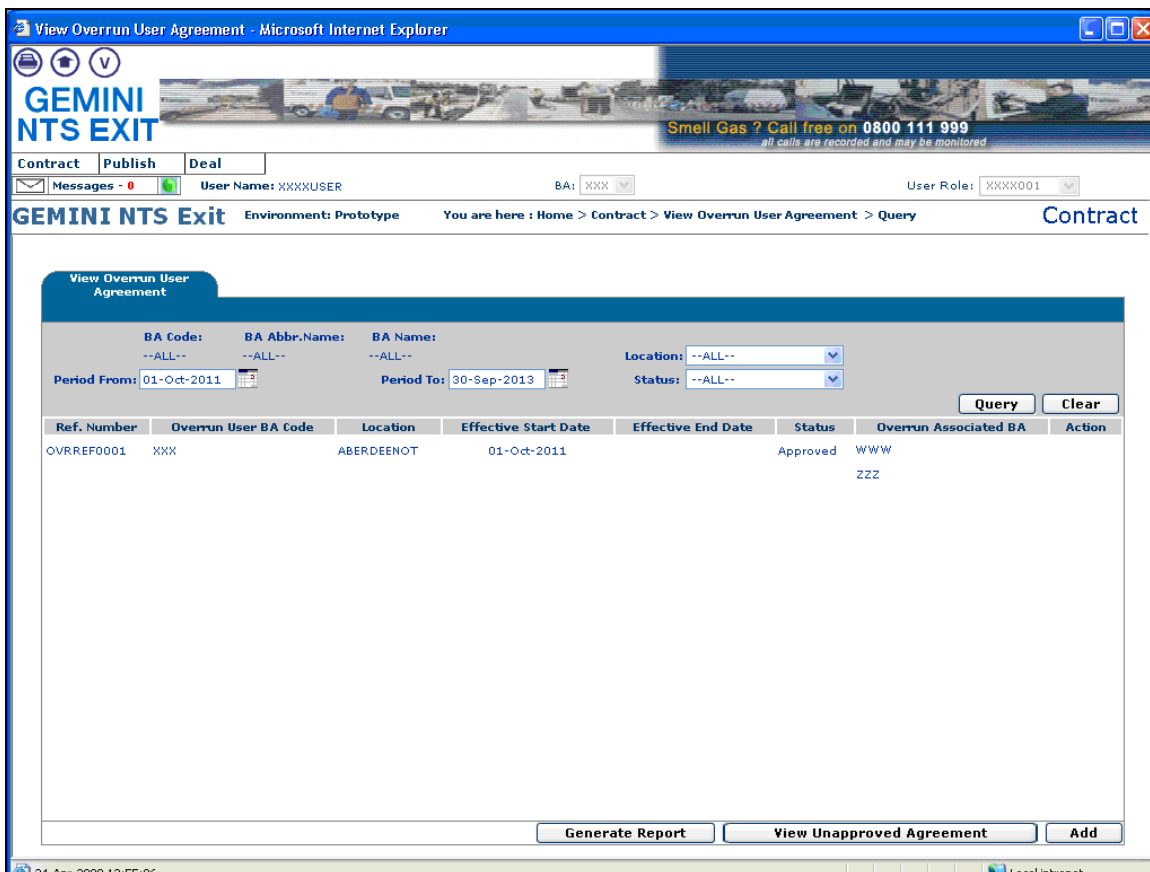 View Overrun User Agreement - Microsoft Internet Explorer
V
GEMINI
NTS EXIT
Smell Gas ? Call free on 0800 111 999
all calls are recorded and may be monitored
Contract Publish Deal
Messages - 0 User Name: XXXXUSER BA: XXX User Role: XXXX001
GEMINI NTS Exit Environment: Prototype You are here : Home > Contract > View Overrun User Agreement > Query Contract
View Overrun User
Agreement
BA Code: BA Abbr.Name: BA Name:
--ALL-- --ALL-- --ALL-- Location: --ALL--
Period From: 01-Oct-2011 Period To: 30-Sep-2013 Status: --ALL--
Query Clear
Ref. Number Overrun User BA Code Location Effective Start Date Effective End Date Status Overrun Associated BA Action
OVRREF0001 XXX ABERDEENOT 01-Oct-2011 Approved WWW
ZZZ
Generate Report View Unapproved Agreement Add
Local intranet